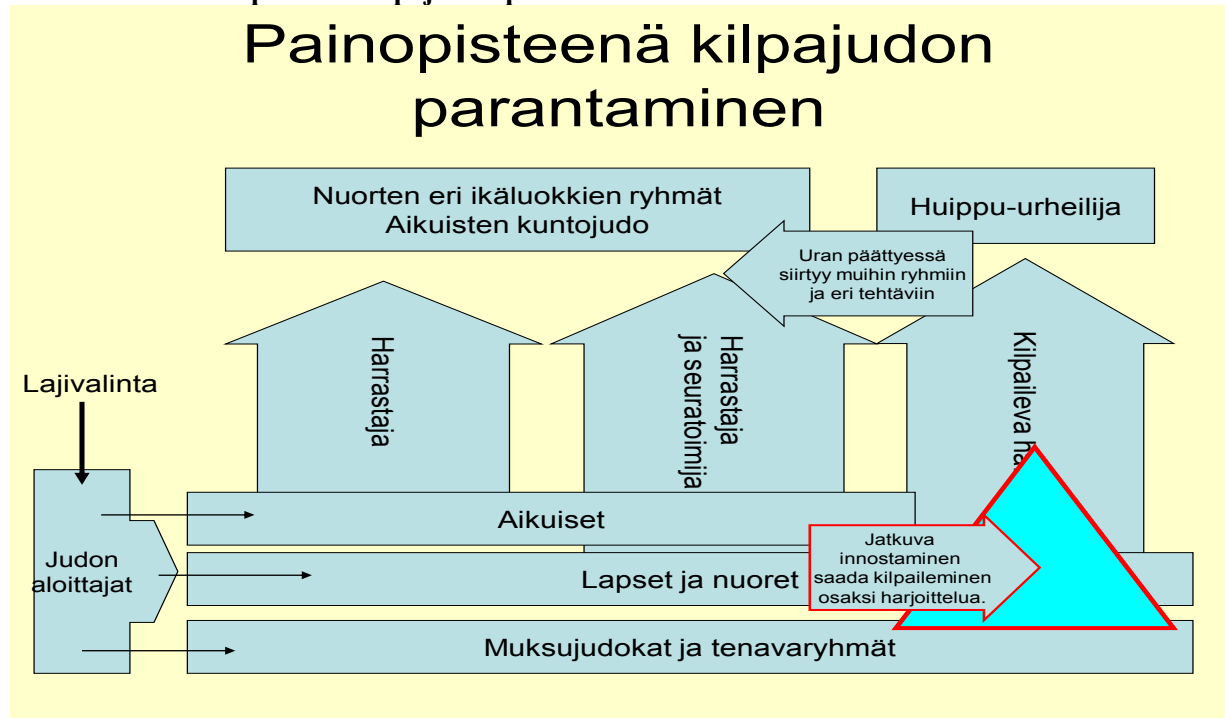 Painopisteenä kilpajudon
parantaminen
Nuorten eri ikäluokkien ryhmät
Aikuisten kuntojudo
Huippu-urheilija
Uran päättyessä
siirtyy muihin ryhmiin
ja eri tehtäviin
Lajivalinta
Harrastaja
Harrastaja
ja seuratoimija
Kilpaileva
Judon
aloittajat
Aikuiset
Lapset ja nuoret
Jatkuva
innostaminen
saada kilpaileminen
osaksi harjoittelua.
Muksujudokat ja tenavaryhmät